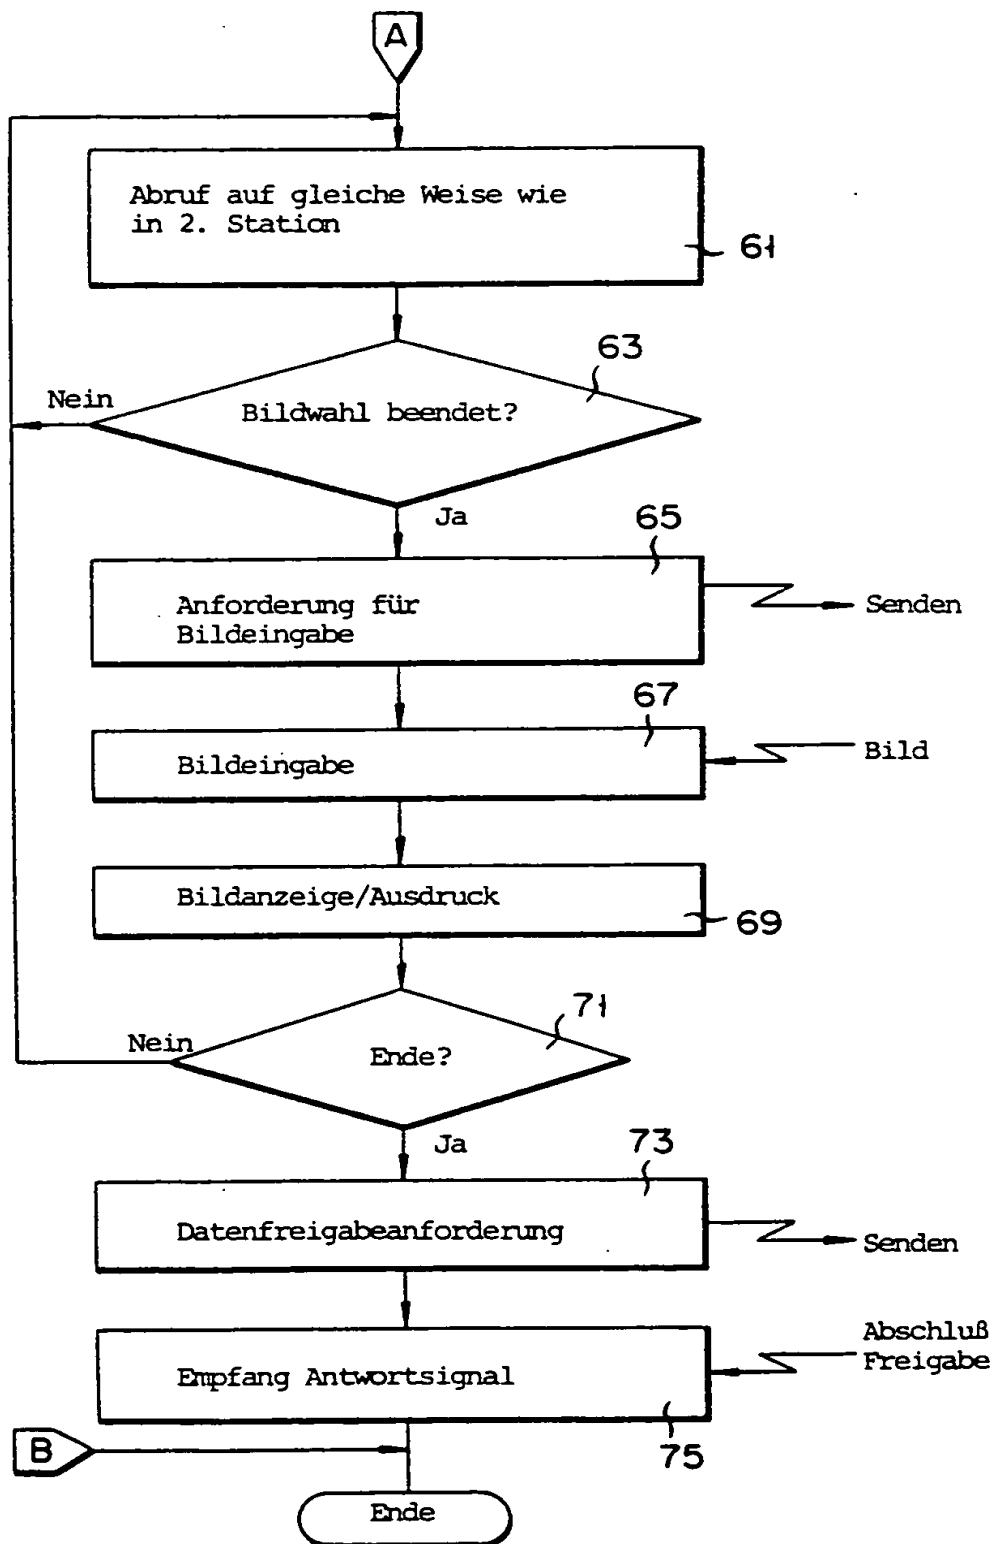 A
Abruf auf gleiche Weise wie
in 2. Station
61
63
Nein
Bildwahl beendet?
Ja
65
Anforderung für
Bildeingabe
Senden
67
Bildeingabe
Bild
Bildanzeige/Ausdruck
69
71
Nein
Ende?
Ja
73
Datenfreigabeanforderung
Senden
Abschluß
Freigabe
Empfang Antwortsignal
75
B
Ende